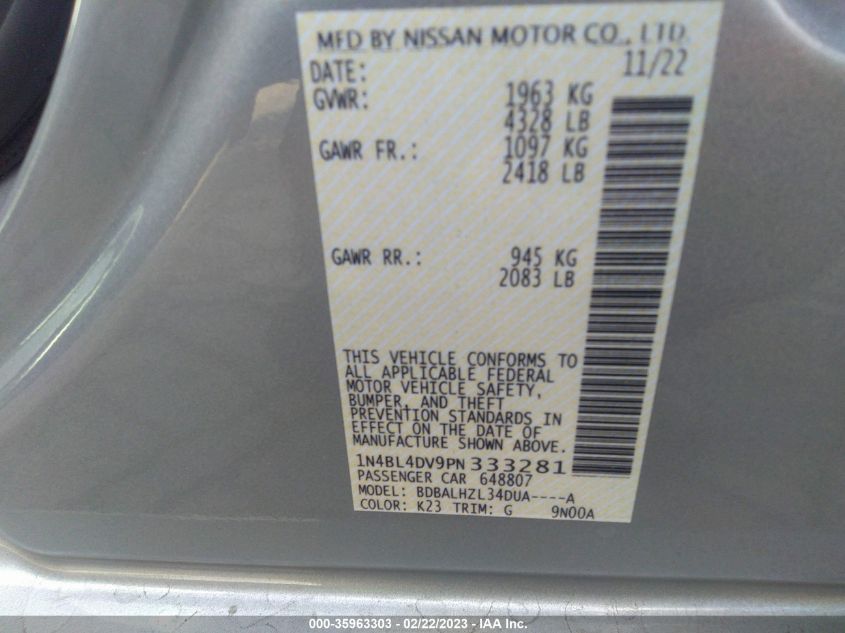 MFD BY NISSAN MOTOR CO., LTD.
DATE: 11/22
GVWR: 1963 KG
4328 LB
GAWR FR.: 1097 KG
2418 LB
GAWR RR.: 945 KG
2083 LB
THIS VEHICLE CONFORMS TO
ALL APPLICABLE FEDERAL
MOTOR VEHICLE SAFETY,
BUMPER, AND THEFT
PREVENTION STANDARDS IN
EFFECT ON THE DATE OF
MANUFACTURE SHOWN ABOVE.
1N4BL4DV9PN333281
PASSENGER CAR 648807
MODEL: BDBALHZL34DUA----A
COLOR: K23 TRIM: G 9N00A
000-35963303 - 02/22/2023 - IAA Inc.